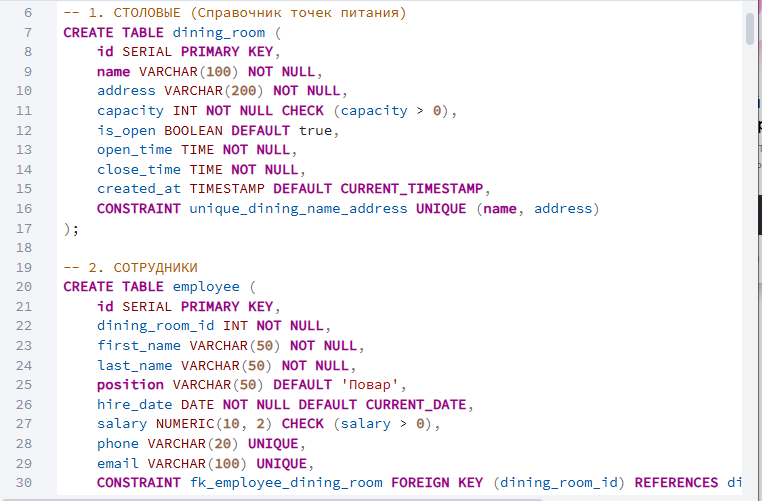 6 -- 1. СТОЛОВЫЕ (Справочник точек питания)
7 CREATE TABLE dining_room (
8 id SERIAL PRIMARY KEY,
9 name VARCHAR(100) NOT NULL,
10 address VARCHAR(200) NOT NULL,
11 capacity INT NOT NULL CHECK (capacity > 0),
12 is_open BOOLEAN DEFAULT true,
13 open_time TIME NOT NULL,
14 close_time TIME NOT NULL,
15 created_at TIMESTAMP DEFAULT CURRENT_TIMESTAMP,
16 CONSTRAINT unique_dining_name_address UNIQUE (name, address)
17 );
18
19 -- 2. СОТРУДНИКИ
20 CREATE TABLE employee (
21 id SERIAL PRIMARY KEY,
22 dining_room_id INT NOT NULL,
23 first_name VARCHAR(50) NOT NULL,
24 last_name VARCHAR(50) NOT NULL,
25 position VARCHAR(50) DEFAULT 'Повар',
26 hire_date DATE NOT NULL DEFAULT CURRENT_DATE,
27 salary NUMERIC(10, 2) CHECK (salary > 0),
28 phone VARCHAR(20) UNIQUE,
29 email VARCHAR(100) UNIQUE,
30 CONSTRAINT fk_employee_dining_room FOREIGN KEY (dining_room_id) REFERENCES di